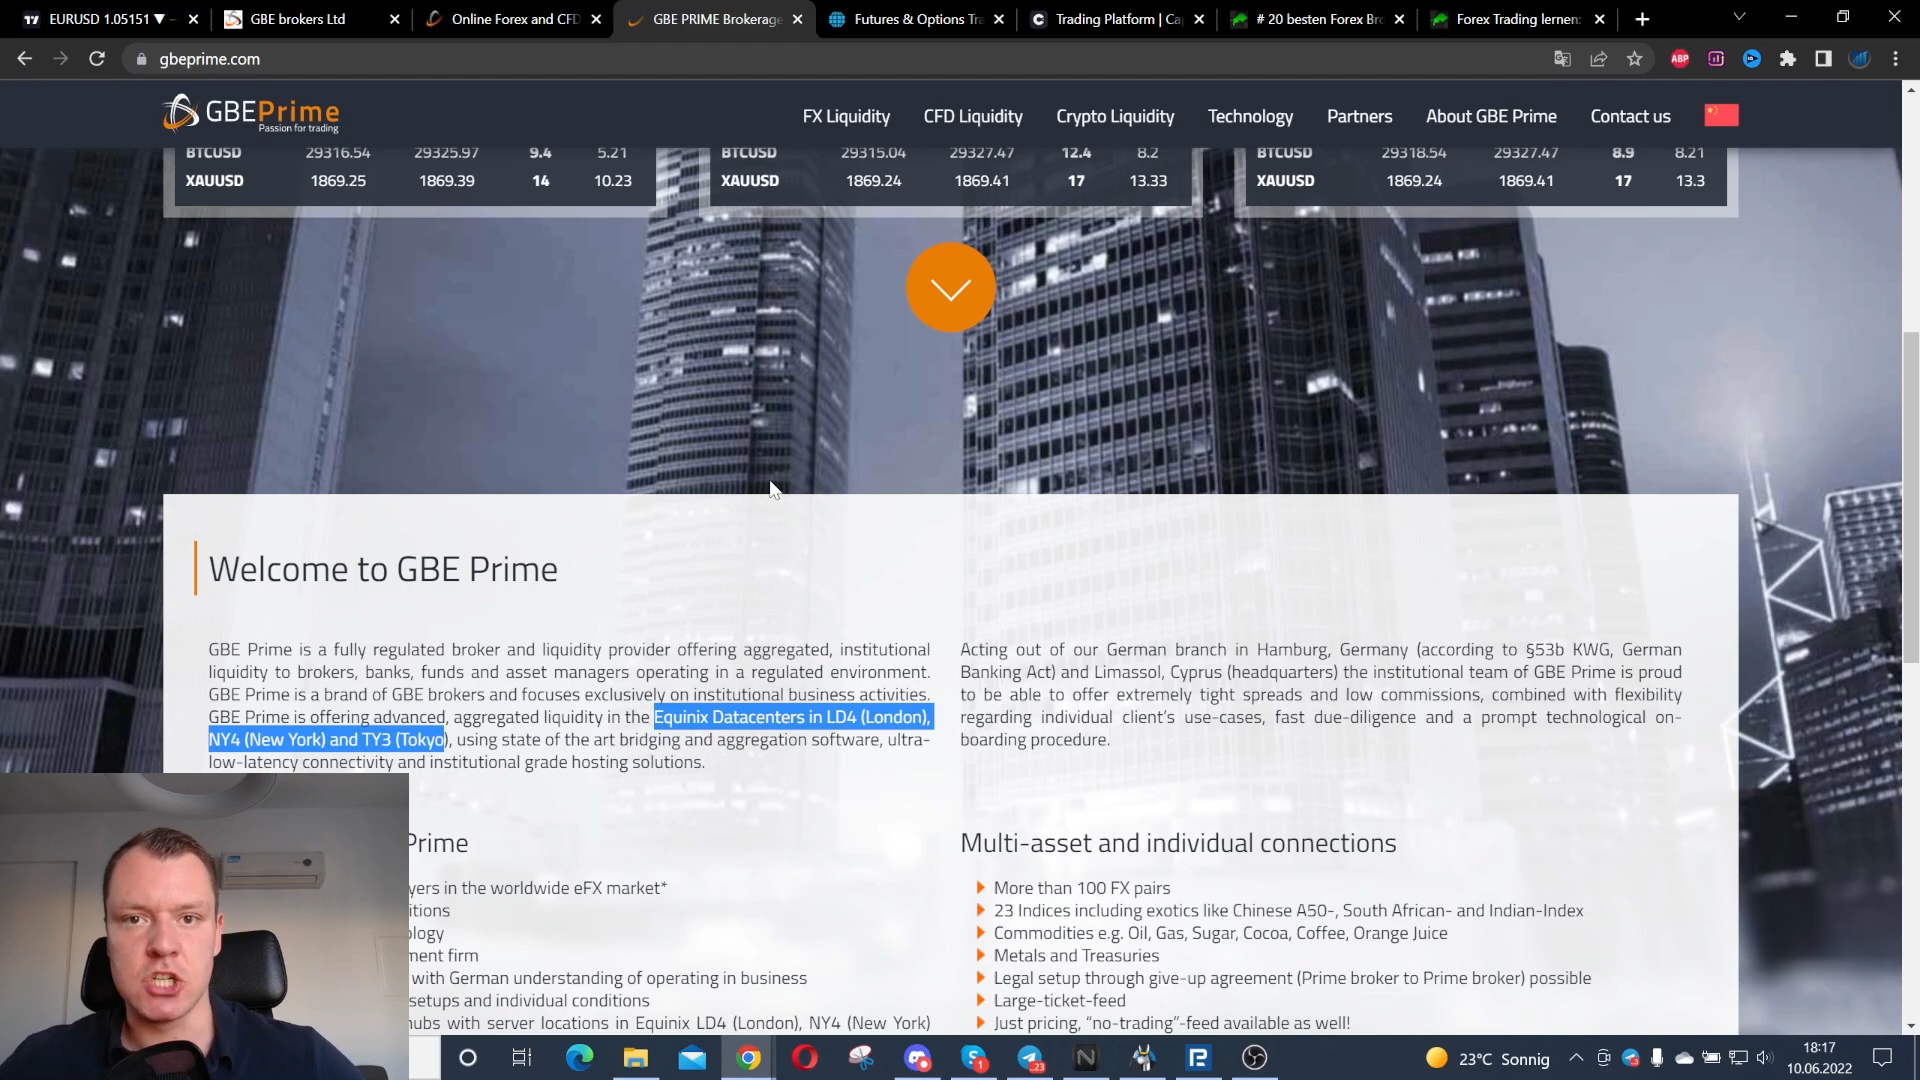 EURUSD 1.05151 ▼ -
GBE brokers Ltd
Online Forex and CFD
GBE PRIME Brokerage
Futures & Options Tra
Trading Platform | Ca
# 20 besten Forex Bro
Forex Trading lernen:
gbeprime.com
ABP
GBEPrime
Passion for trading
FX Liquidity
CFD Liquidity
Crypto Liquidity
Technology
Partners
About GBE Prime
Contact us
BTCUSD 29316.54 29325.97 9.4 5.21
XAUUSD 1869.25 1869.39 14 10.23
BTCUSD 29315.04 29327.47 12.4 8.2
XAUUSD 1869.24 1869.41 17 13.33
BTCUSD 29318.54 29327.47 8.9 8.21
XAUUSD 1869.24 1869.41 17 13.3
Welcome to GBE Prime
GBE Prime is a fully regulated broker and liquidity provider offering aggregated, institutional
liquidity to brokers, banks, funds and asset managers operating in a regulated environment.
GBE Prime is a brand of GBE brokers and focuses exclusively on institutional business activities.
GBE Prime is offering advanced, aggregated liquidity in the Equinix Datacenters in LD4 (London),
NY4 (New York) and TY3 (Tokyo), using state of the art bridging and aggregation software, ultra-
low-latency connectivity and institutional grade hosting solutions.
Acting out of our German branch in Hamburg, Germany (according to §53b KWG, German
Banking Act) and Limassol, Cyprus (headquarters) the institutional team of GBE Prime is proud
to be able to offer extremely tight spreads and low commissions, combined with flexibility
regarding individual client's use-cases, fast due-diligence and a prompt technological on-
boarding procedure.
Prime
yers in the worldwide eFX market*
itions
ology
ment firm
with German understanding of operating in business
setups and individual conditions
hubs with server locations in Equinix LD4 (London), NY4 (New York)
Multi-asset and individual connections
More than 100 FX pairs
23 Indices including exotics like Chinese A50-, South African- and Indian-Index
Commodities e.g. Oil, Gas, Sugar, Cocoa, Coffee, Orange Juice
Metals and Treasuries
Legal setup through give-up agreement (Prime broker to Prime broker) possible
Large-ticket-feed
Just pricing, "no-trading"-feed available as well!
1
23
23°C Sonnig
18:17
10.06.2022